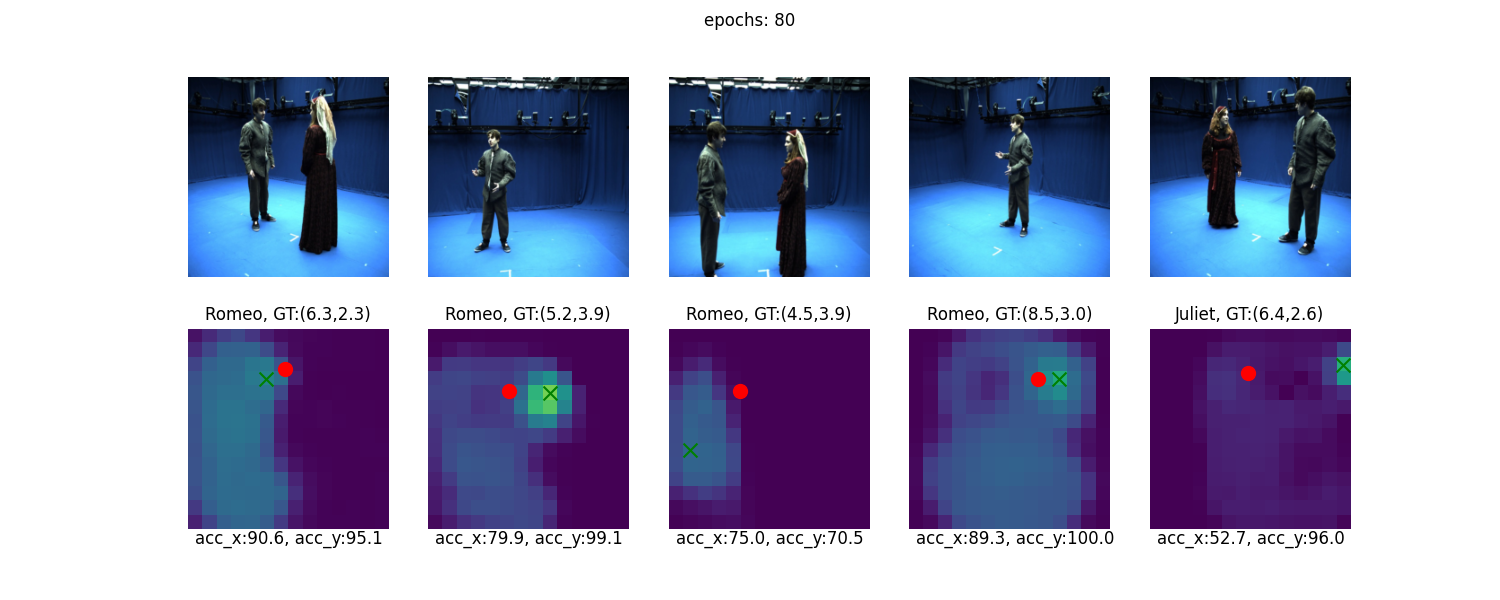 epochs: 80
Romeo, GT:(6.3,2.3)
Romeo, GT:(5.2,3.9)
Romeo, GT:(4.5,3.9)
Romeo, GT:(8.5,3.0)
Juliet, GT:(6.4,2.6)
acc_x:90.6, acc_y:95.1
acc_x:79.9, acc_y:99.1
acc_x:75.0, acc_y:70.5
acc_x:89.3, acc_y:100.0
acc_x:52.7, acc_y:96.0